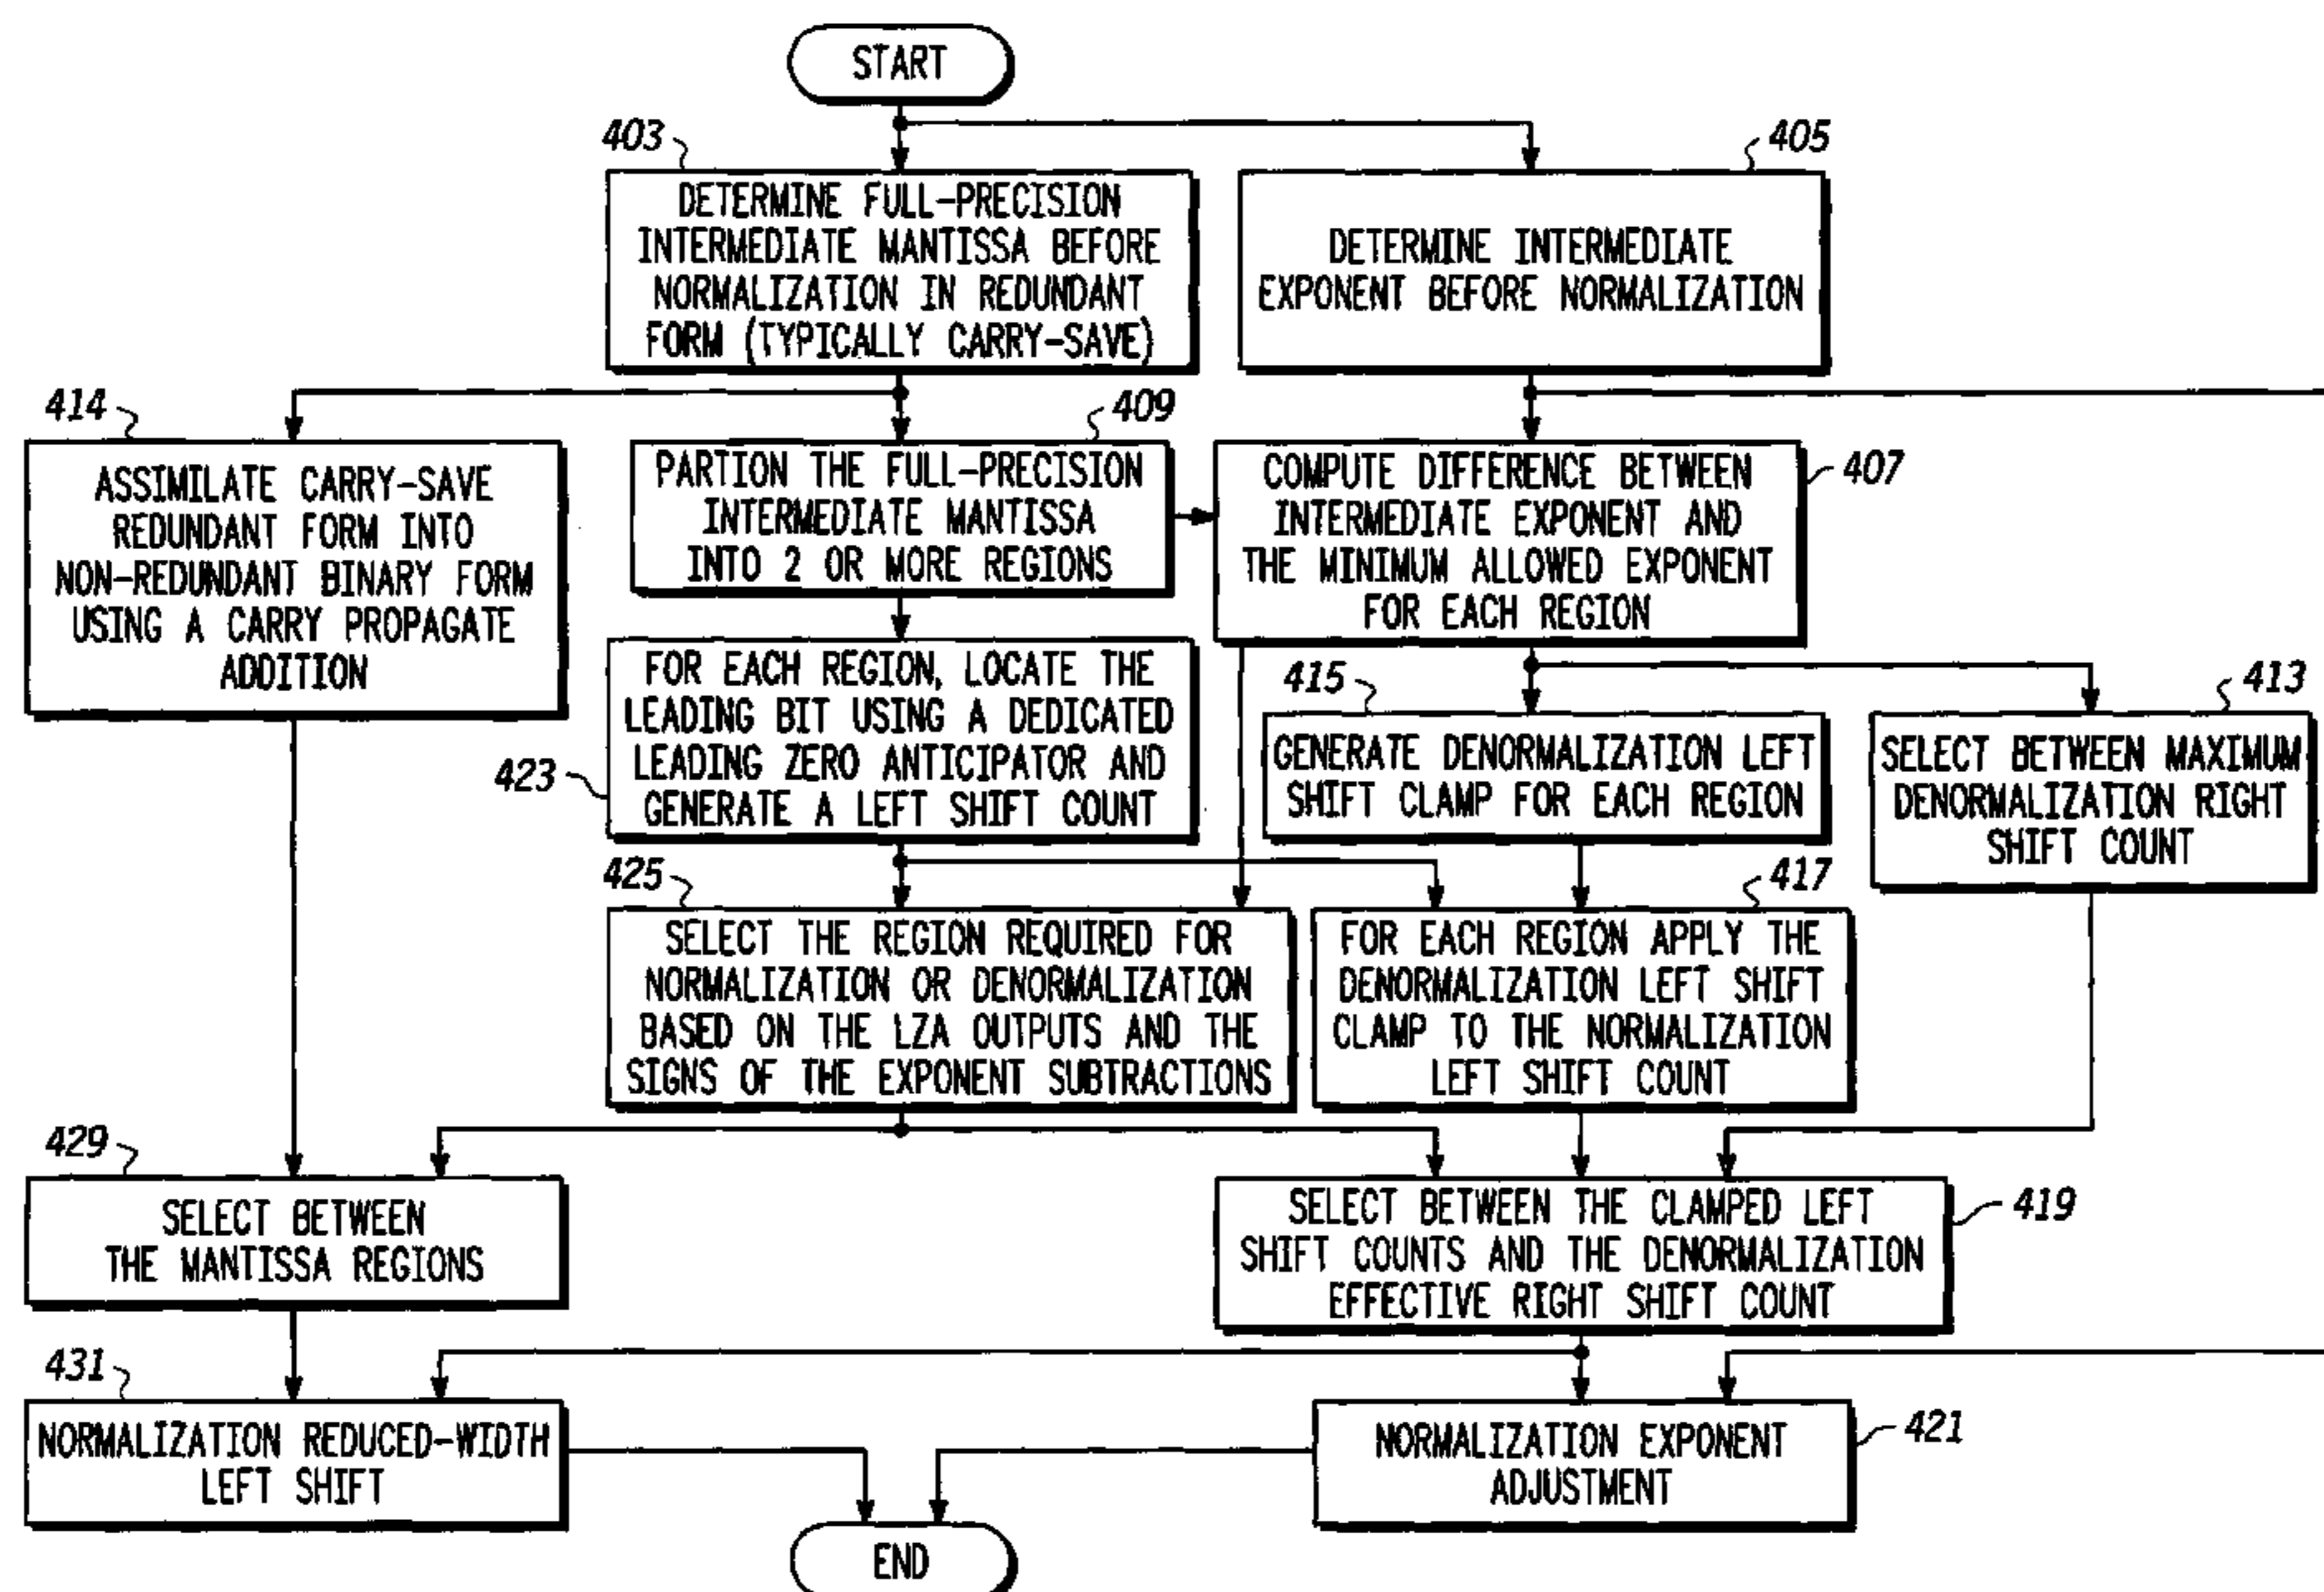 START
403
405
DETERMINE FULL-PRECISION
INTERMEDIATE MANTISSA BEFORE
NORMALIZATION IN REDUNDANT
FORM (TYPICALLY CARRY-SAVE)
DETERMINE INTERMEDIATE
EXPONENT BEFORE NORMALIZATION
414
ASSIMILATE CARRY-SAVE
REDUNDANT FORM INTO
NON-REDUNDANT BINARY FORM
USING A CARRY PROPAGATE
ADDITION
409
PARTION THE FULL-PRECISION
INTERMEDIATE MANTISSA
INTO 2 OR MORE REGIONS
407
COMPUTE DIFFERENCE BETWEEN
INTERMEDIATE EXPONENT AND
THE MINIMUM ALLOWED EXPONENT
FOR EACH REGION
423
FOR EACH REGION, LOCATE THE
LEADING BIT USING A DEDICATED
LEADING ZERO ANTICIPATOR AND
GENERATE A LEFT SHIFT COUNT
415
GENERATE DENORMALIZATION LEFT
SHIFT CLAMP FOR EACH REGION
413
SELECT BETWEEN MAXIMUM
DENORMALIZATION RIGHT
SHIFT COUNT
425
SELECT THE REGION REQUIRED FOR
NORMALIZATION OR DENORMALIZATION
BASED ON THE LZA OUTPUTS AND THE
SIGNS OF THE EXPONENT SUBTRACTIONS
417
FOR EACH REGION APPLY THE
DENORMALIZATION LEFT SHIFT
CLAMP TO THE NORMALIZATION
LEFT SHIFT COUNT
429
SELECT BETWEEN
THE MANTISSA REGIONS
419
SELECT BETWEEN THE CLAMPED LEFT
SHIFT COUNTS AND THE DENORMALIZATION
EFFECTIVE RIGHT SHIFT COUNT
431
NORMALIZATION REDUCED-WIDTH
LEFT SHIFT
421
NORMALIZATION EXPONENT
ADJUSTMENT
END